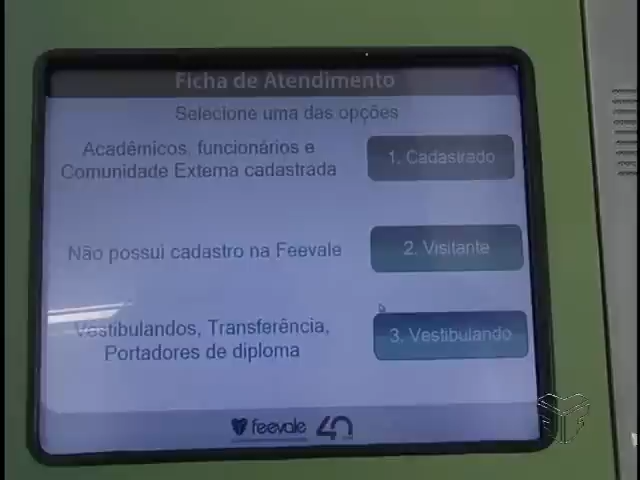 Ficha de Atendimento
Selecione uma das opções
Acadêmicos, funcionários e
Comunidade Externa cadastrada
1. Cadastrado
Não possui cadastro na Feevale
2. Visitante
Vestibulandos, Transferência,
Portadores de diploma
3. Vestibulando
feevale 40